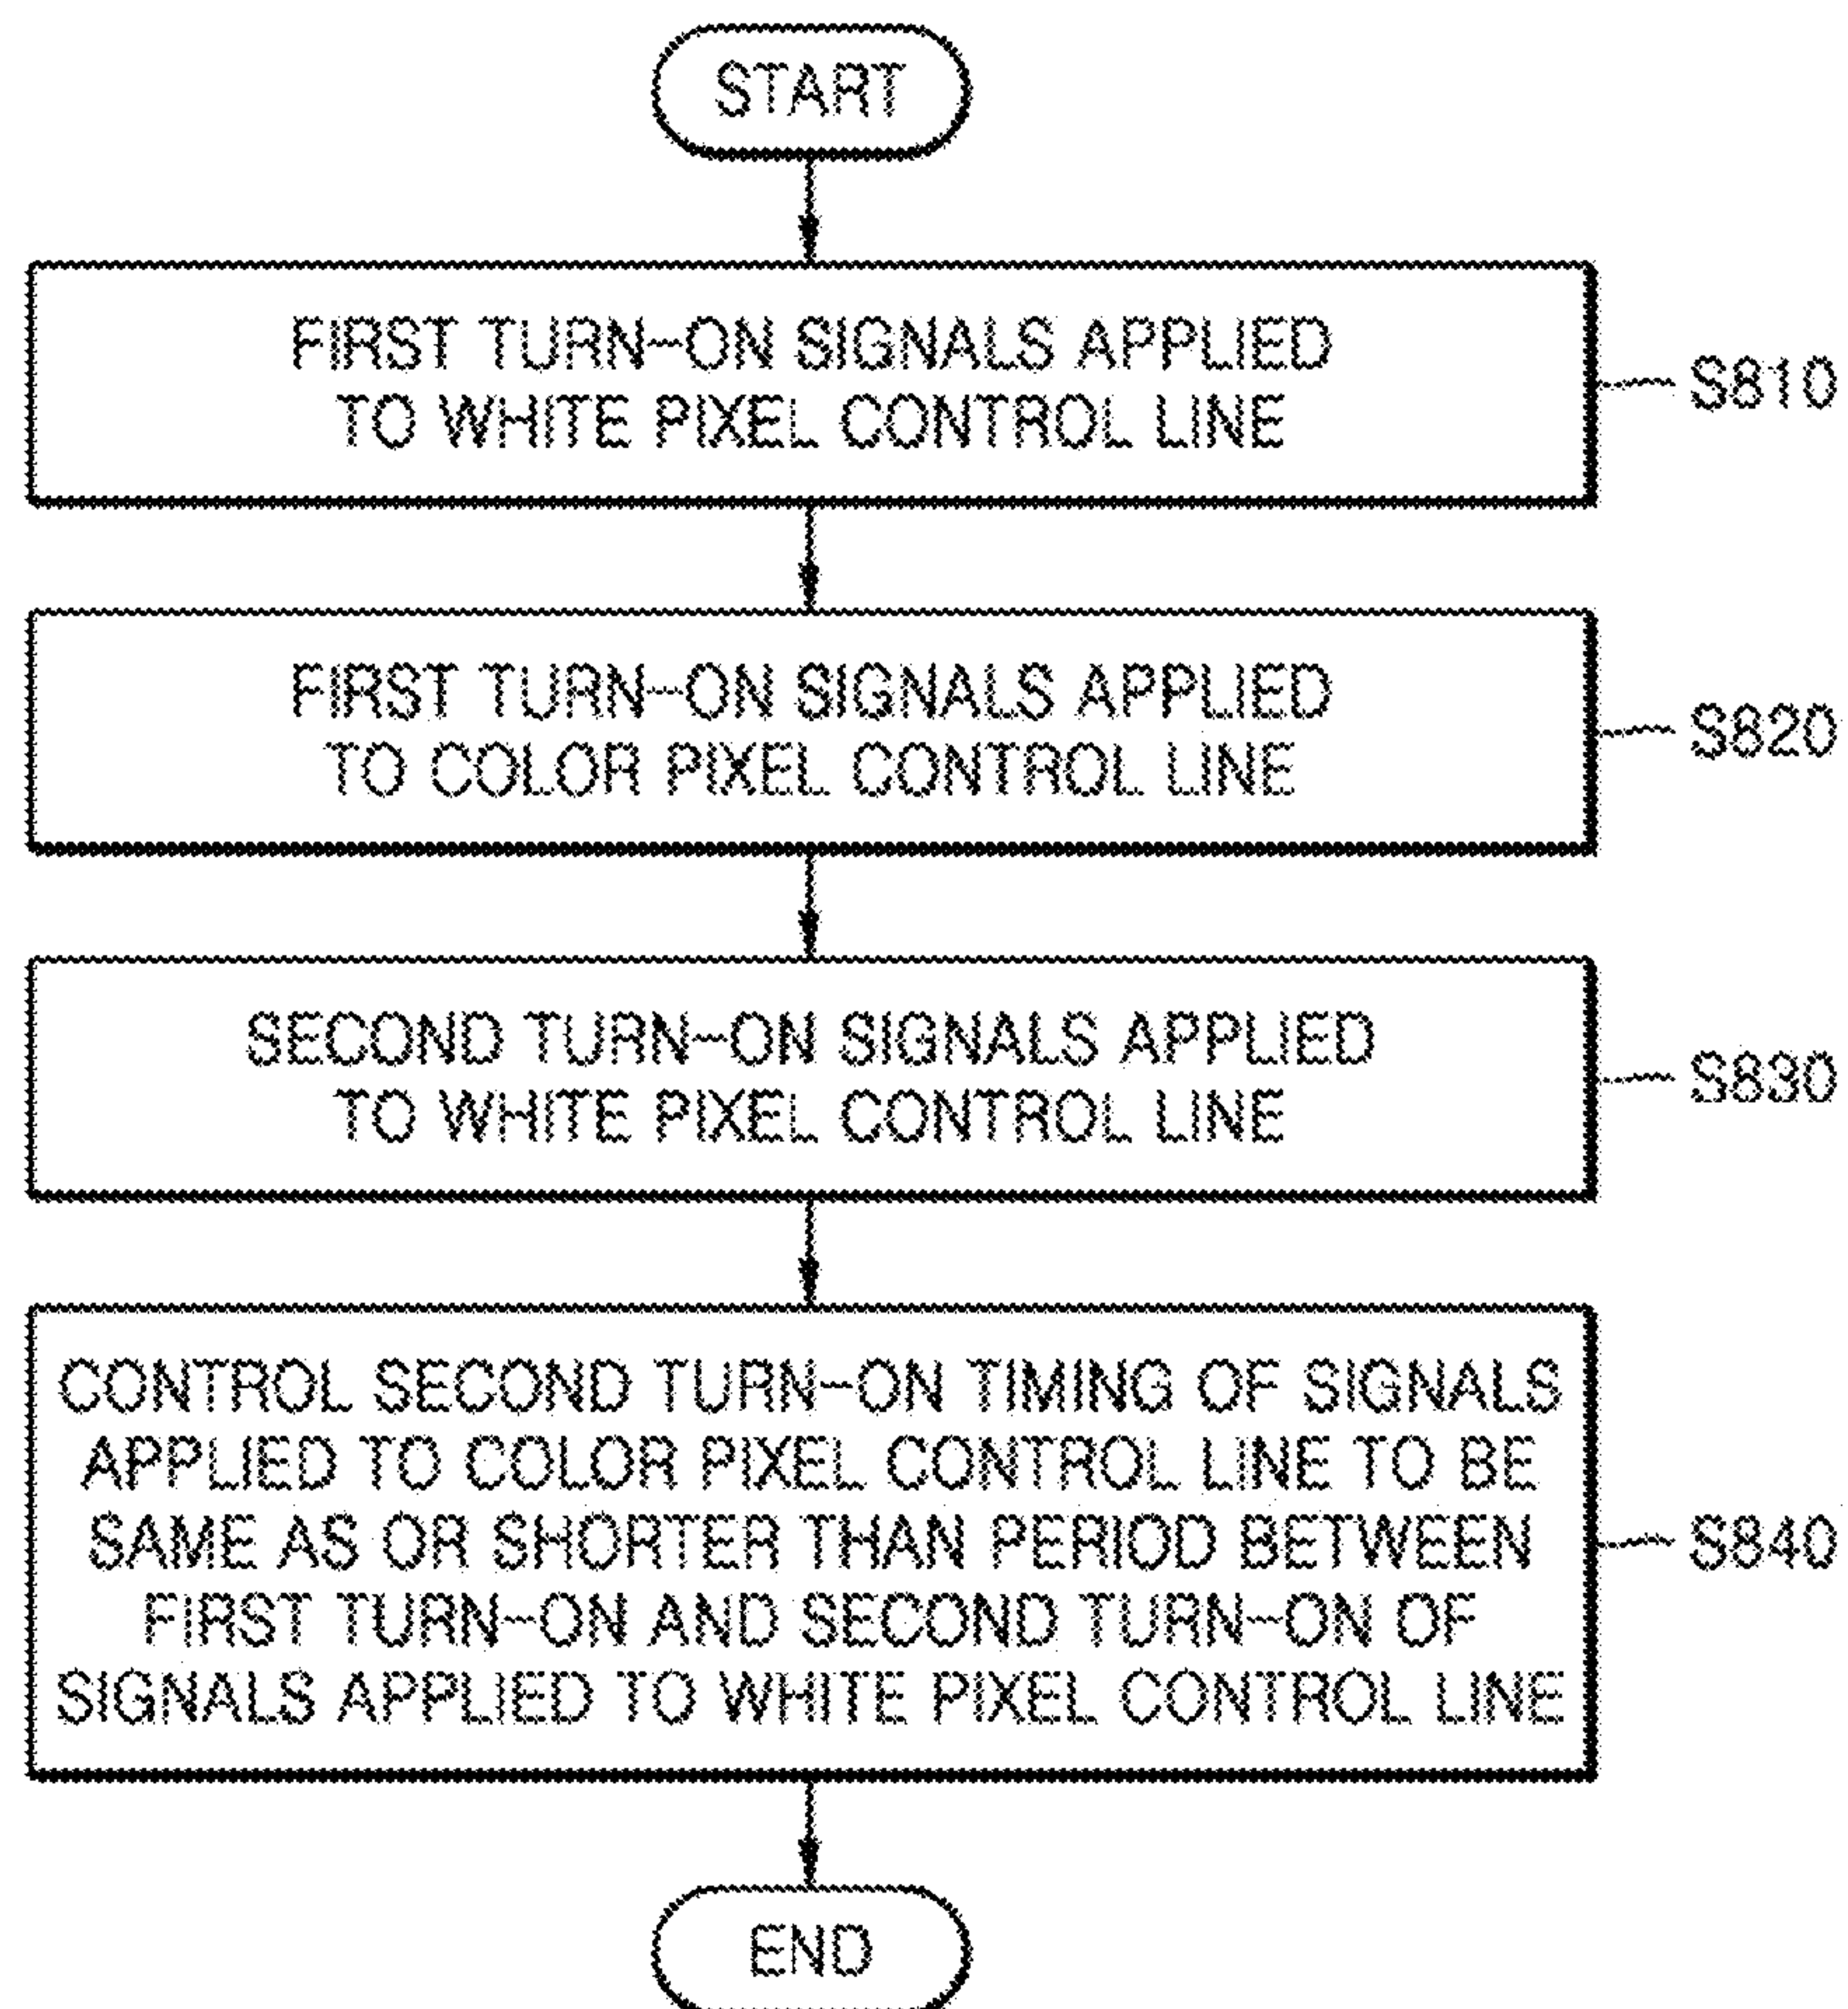 START
FIRST TURN-ON SIGNALS APPLIED
TO WHITE PIXEL CONTROL LINE
S810
FIRST TURN-ON SIGNALS APPLIED
TO COLOR PIXEL CONTROL LINE
S820
SECOND TURN-ON SIGNALS APPLIED
TO WHITE PIXEL CONTROL LINE
S830
CONTROL SECOND TURN-ON TIMING OF SIGNALS
APPLIED TO COLOR PIXEL CONTROL LINE TO BE
SAME AS OR SHORTER THAN PERIOD BETWEEN
FIRST TURN-ON AND SECOND TURN-ON OF
SIGNALS APPLIED TO WHITE PIXEL CONTROL LINE
S840
END